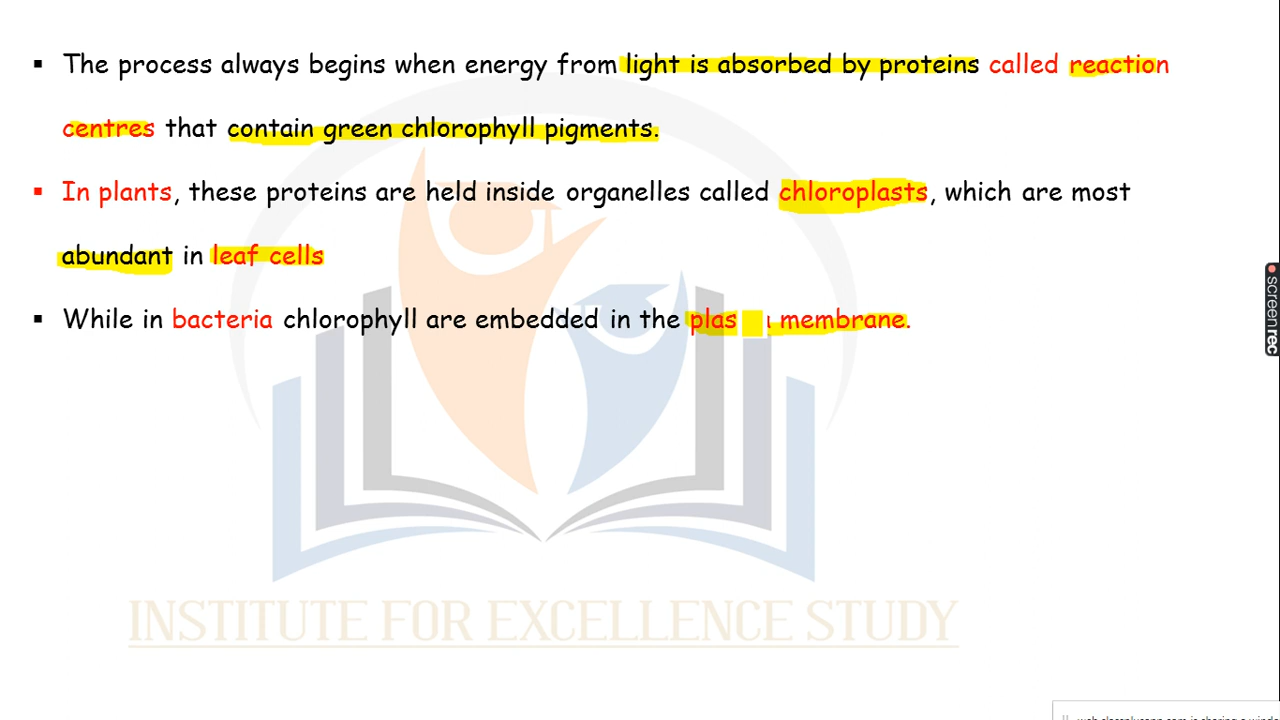 ▪ The process always begins when energy from light is absorbed by proteins called reaction
centres that contain green chlorophyll pigments.
▪ In plants, these proteins are held inside organelles called chloroplasts, which are most
abundant in leaf cells
▪ While in bacteria chlorophyll are embedded in the plas membrane.
INSTITUTE FOR EXCELLENCE STUDY
screenrec